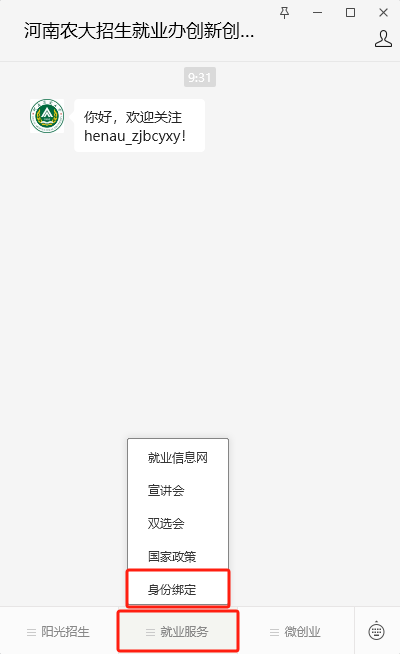 河南农大招生就业办创新创...
9:31
你好，欢迎关注
henau_zjbcyxy!
就业信息网
宣讲会
双选会
国家政策
身份绑定
阳光招生
就业服务
微创业